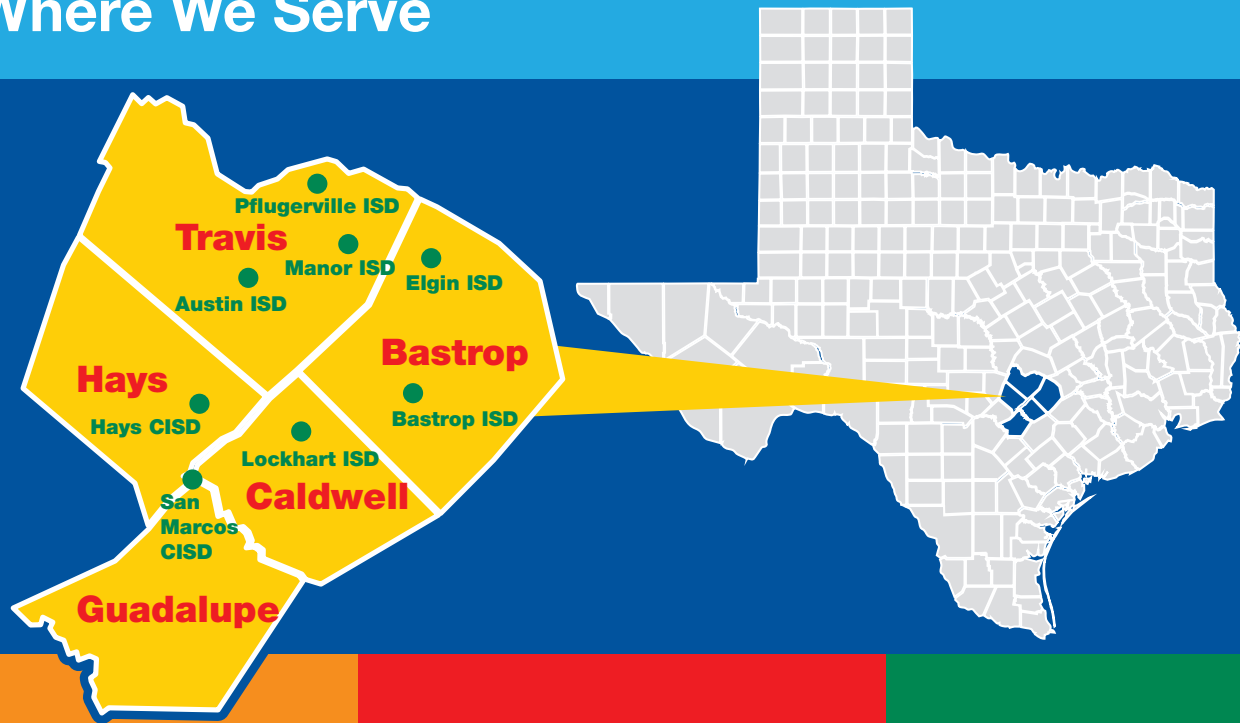 Where We Serve
Pflugerville ISD
Travis
Manor ISD
Austin ISD
Elgin ISD
Bastrop
Bastrop ISD
Hays
Hays CISD
Lockhart ISD
Caldwell
San
Marcos
CISD
Guadalupe